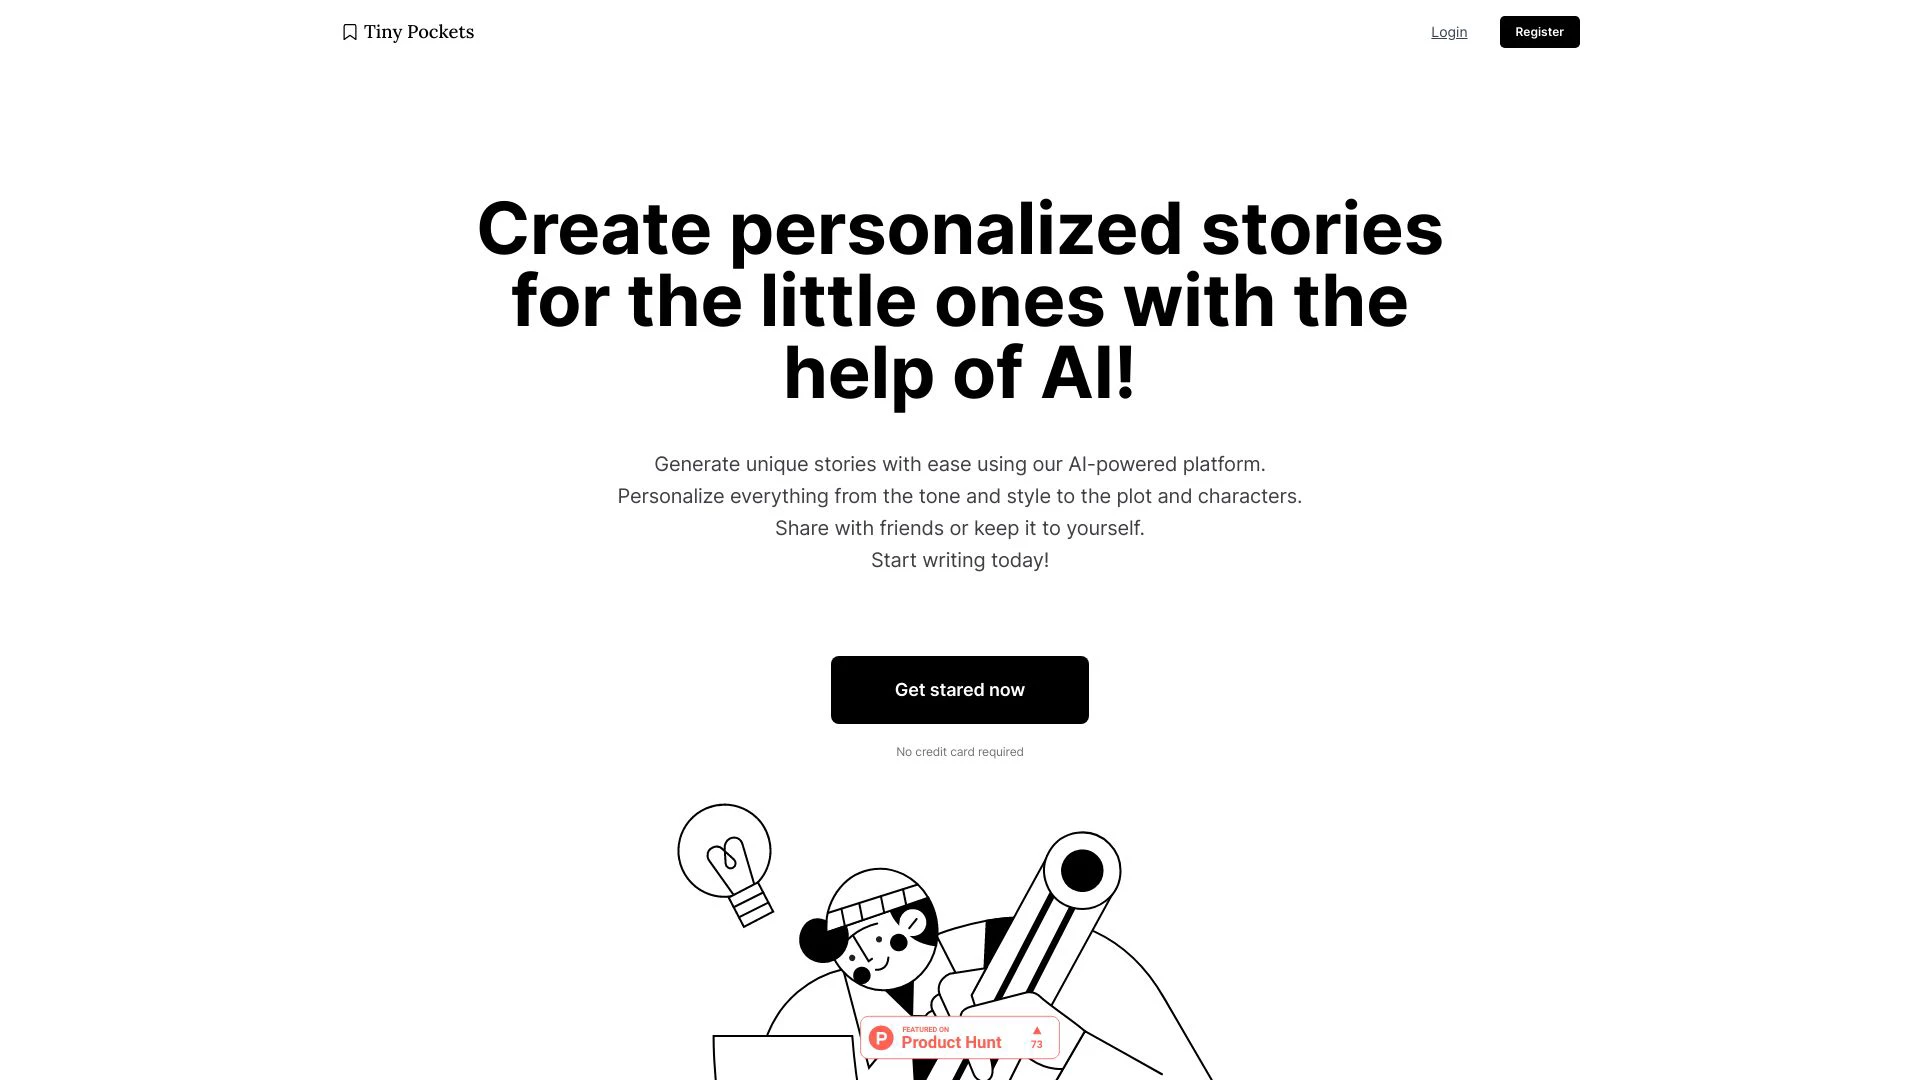 Tiny Pockets
Login
Register
Create personalized stories
for the little ones with the
help of AI!
Generate unique stories with ease using our AI-powered platform.
Personalize everything from the tone and style to the plot and characters.
Share with friends or keep it to yourself.
Start writing today!
Get stared now
No credit card required
FEATURED ON
Product Hunt
73